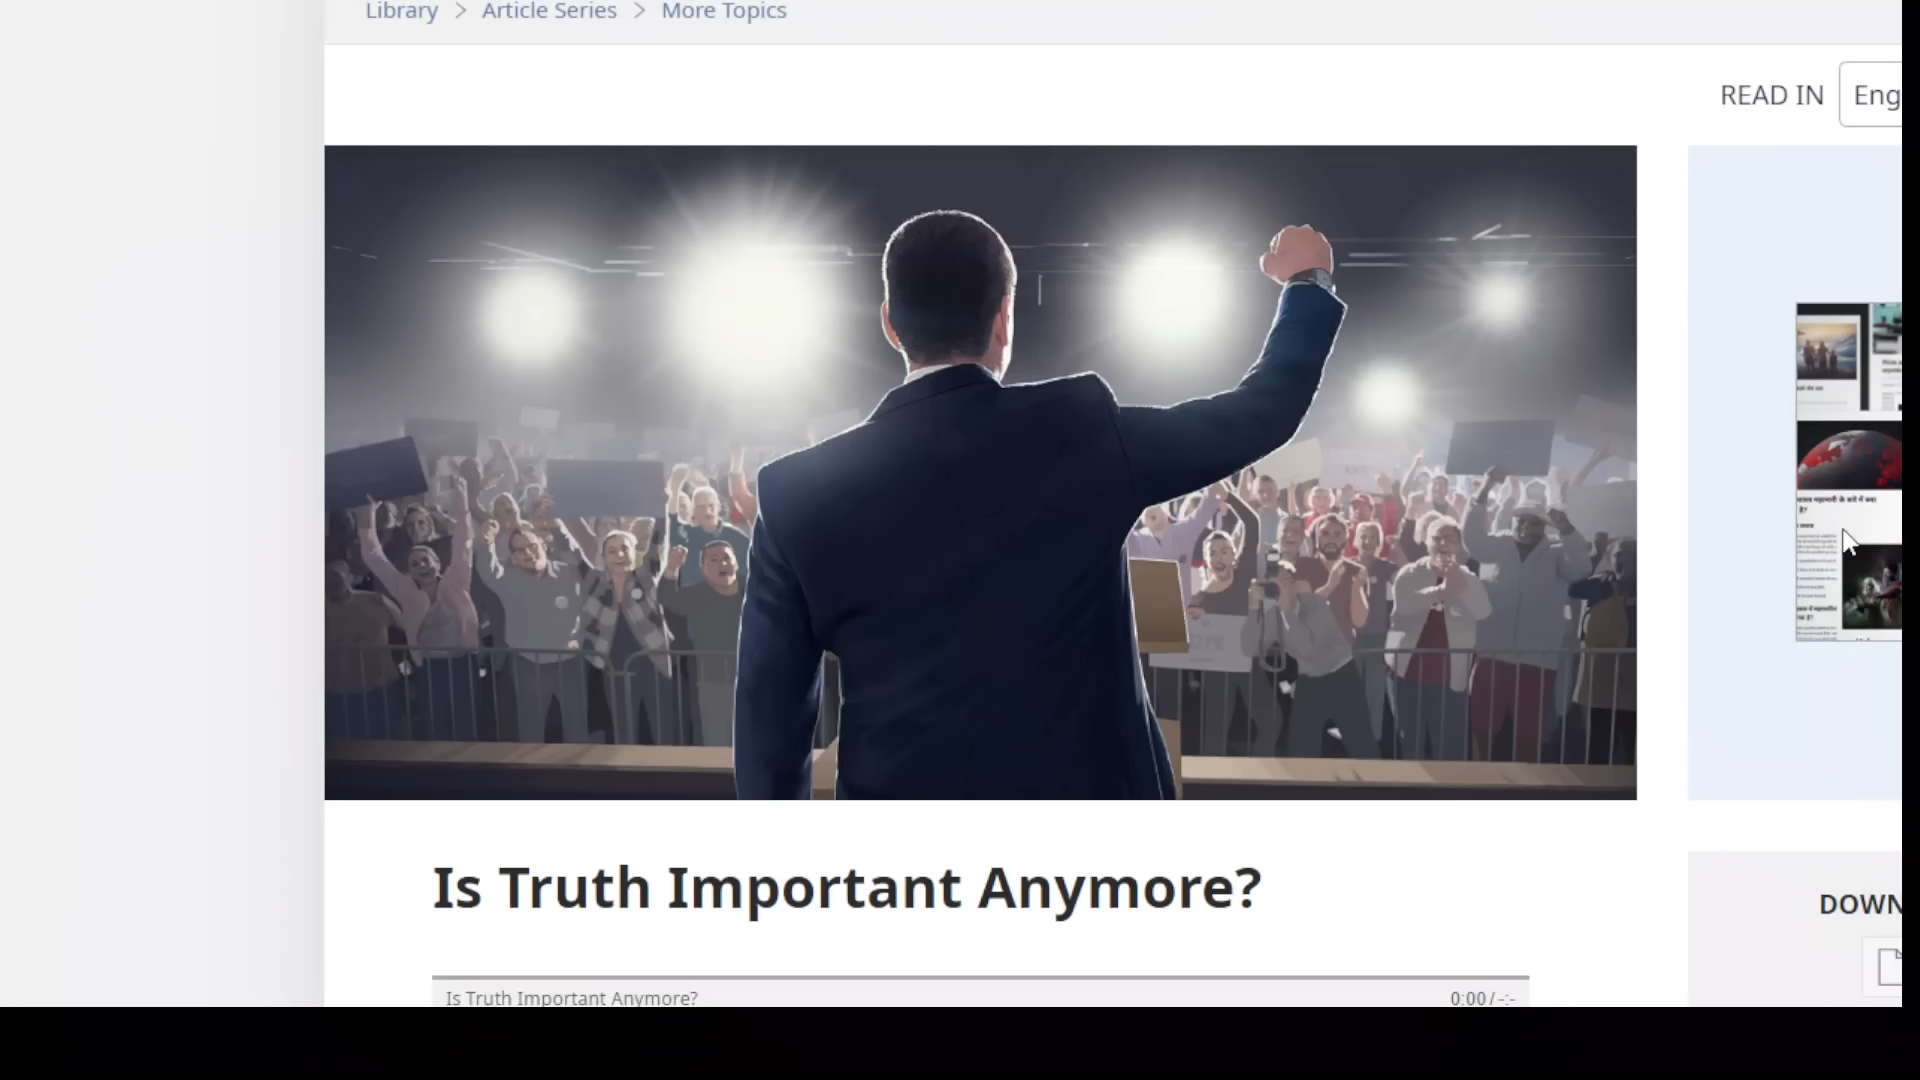 Library > Article Series > More Topics
READ IN Eng
Is Truth Important Anymore?
DOWN
Is Truth Important Anymore? 0:00 / -:-